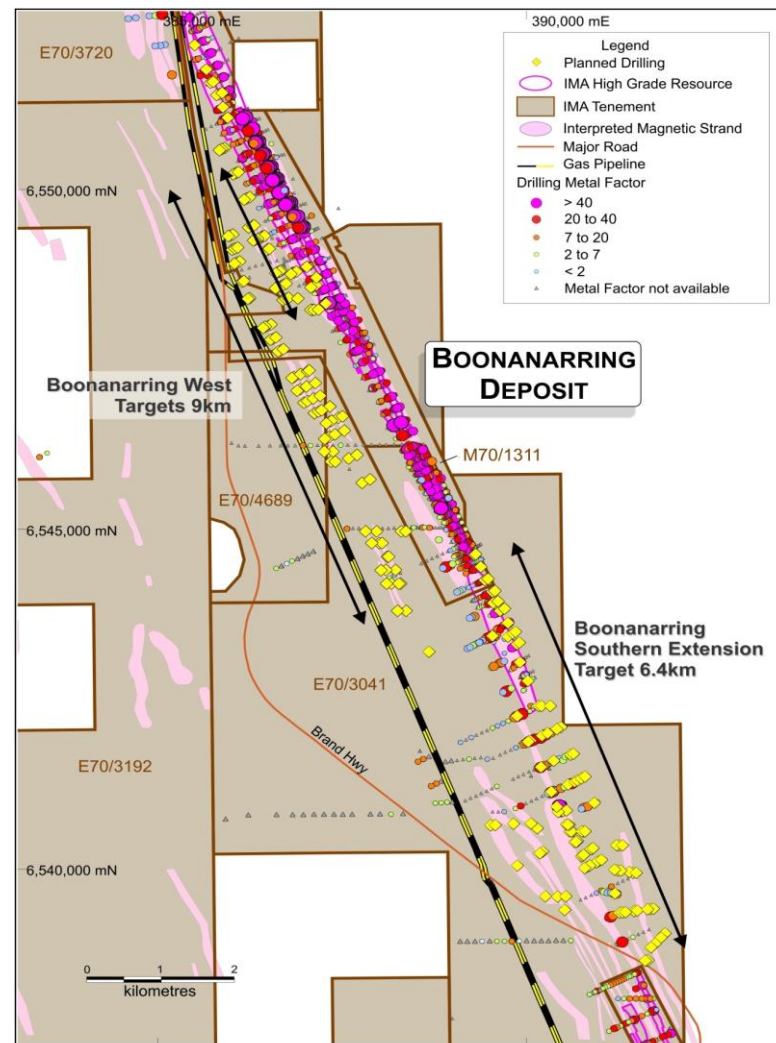 385,000 mE
390,000 mE
E70/3720
Legend
Planned Drilling
IMA High Grade Resource
IMA Tenement
Interpreted Magnetic Strand
Major Road
Gas Pipeline
Drilling Metal Factor
> 40
20 to 40
7 to 20
2 to 7
< 2
Metal Factor not available
6,550,000 mN
BOONANARRING
DEPOSIT
Boonanarring West
Targets 9km
M70/1311
E70/4689
6,545,000 mN
Boonanarring
Southern Extension
Target 6.4km
E70/3041
Brand Hwy
E70/3192
6,540,000 mN
0 1 2
kilometres